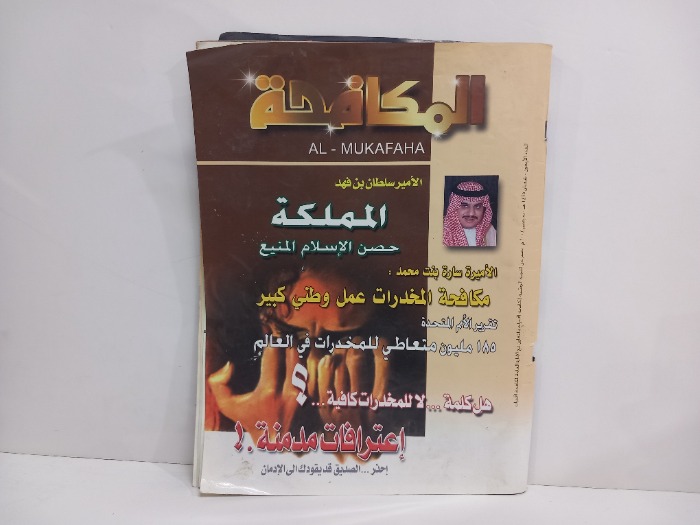 المكافحة
AL - MUKAFAHA
الأمير سلطان بن فهد
المملكة
حصن الإسلام المنيع
الأميرة سارة بنت محمد :
مكافحة المخدرات عمل وطني كبير
تقرير الأمم المتحدة
١٨٥ مليون متعاطي للمخدرات في العالم
هل كلمة ... لا للمخدرات كافية ... ؟
إعترافات مدمنة . !
إحذر ... الصديق قد يقودك الى الإدمان